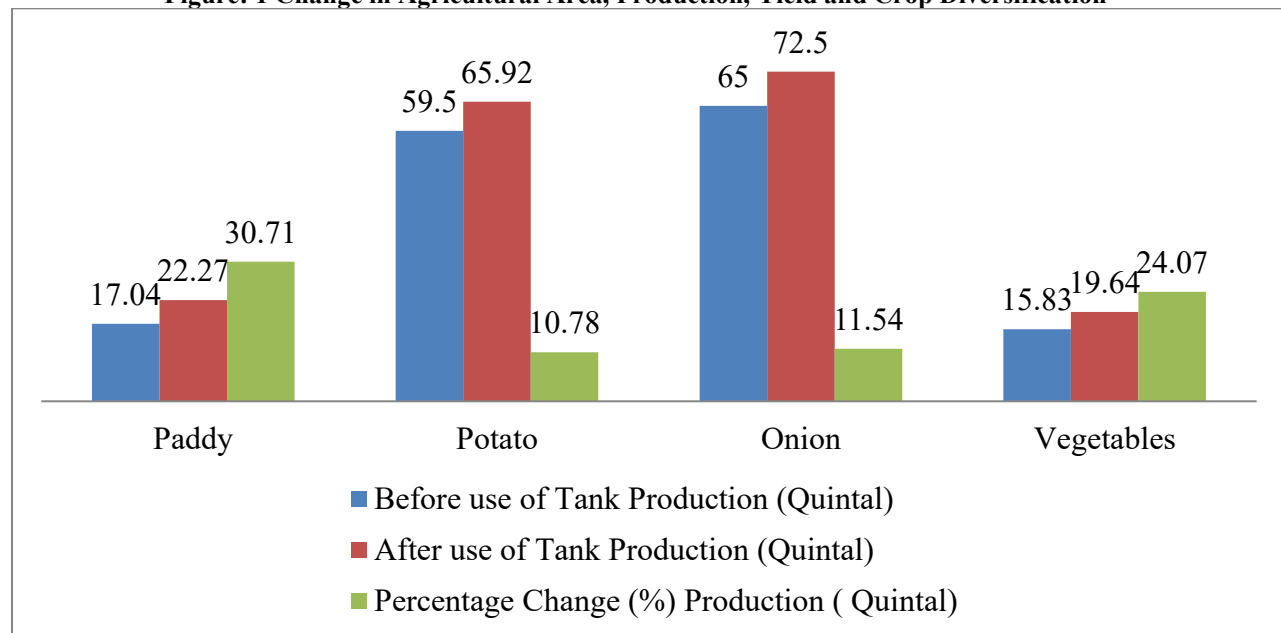 Figure: 1 Change in Agricultural Area, Production, Yield and Crop Diversification
17.04 22.27 30.71 59.5 65.92 10.78 65 72.5 11.54 15.83 19.64 24.07
Paddy Potato Onion Vegetables
Before use of Tank Production (Quintal)
After use of Tank Production (Quintal)
Percentage Change (%) Production ( Quintal)